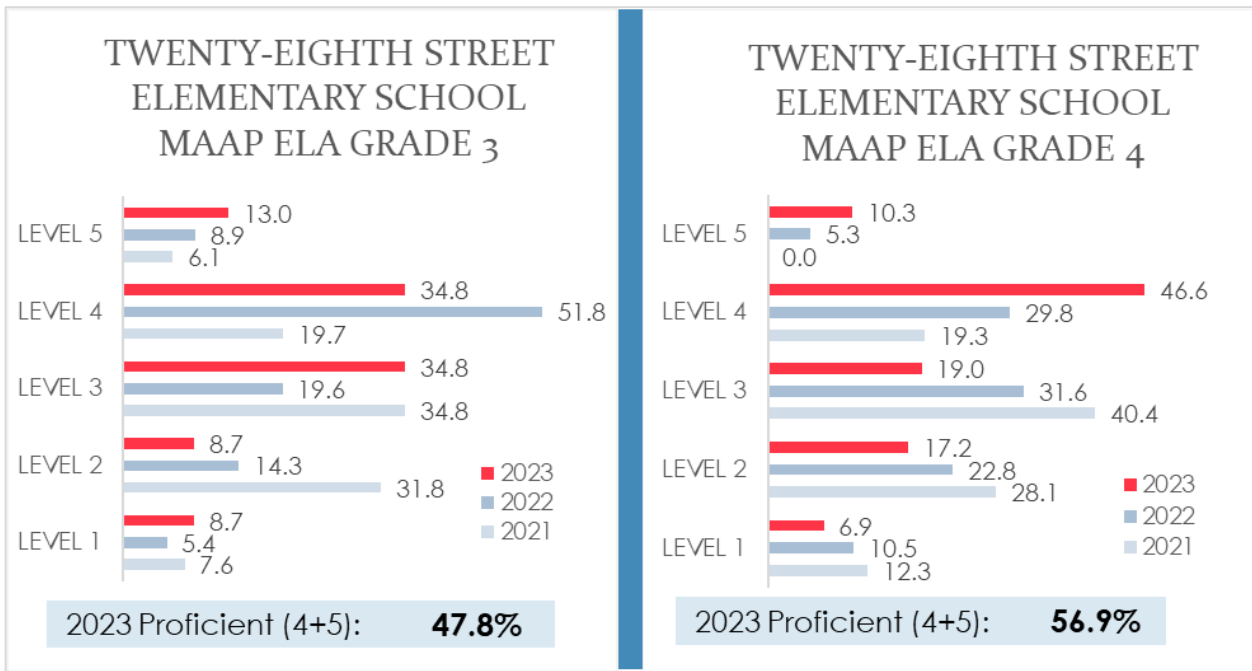 TWENTY-EIGHTH STREET
ELEMENTARY SCHOOL
MAAP ELA GRADE 3
LEVEL 5
13.0
8.9
6.1
LEVEL 4
34.8
51.8
19.7
LEVEL 3
34.8
19.6
34.8
LEVEL 2
8.7
14.3
31.8
LEVEL 1
8.7
5.4
7.6
2023
2022
2021
2023 Proficient (4+5): 47.8%
TWENTY-EIGHTH STREET
ELEMENTARY SCHOOL
MAAP ELA GRADE 4
LEVEL 5
10.3
5.3
0.0
LEVEL 4
46.6
29.8
19.3
LEVEL 3
19.0
31.6
40.4
LEVEL 2
17.2
22.8
28.1
LEVEL 1
6.9
10.5
12.3
2023
2022
2021
2023 Proficient (4+5): 56.9%